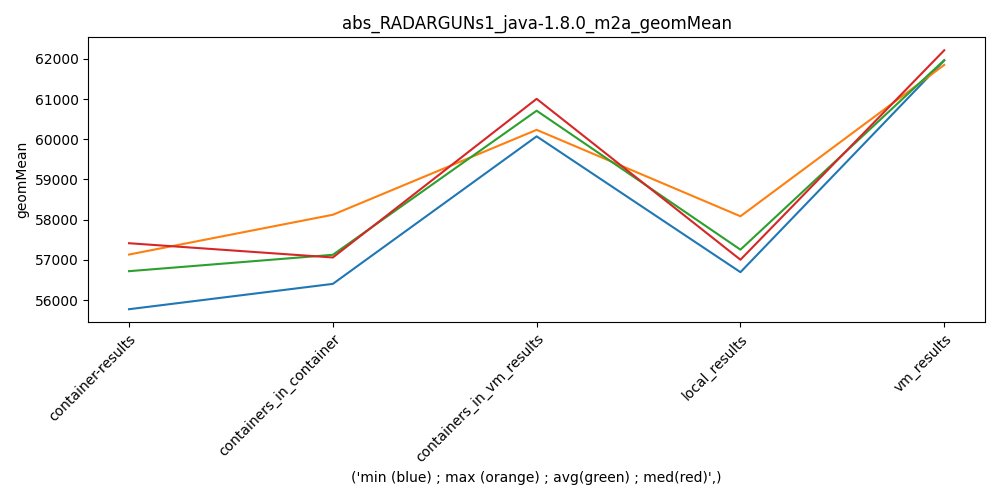 abs_RADARGUNs1_java-1.8.0_m2a_geomMean
geomMean
62000
61000
60000
59000
58000
57000
56000
container-results
containers_in_container
containers_in_vm_results
local_results
vm_results
('min (blue) ; max (orange) ; avg(green) ; med(red)',)